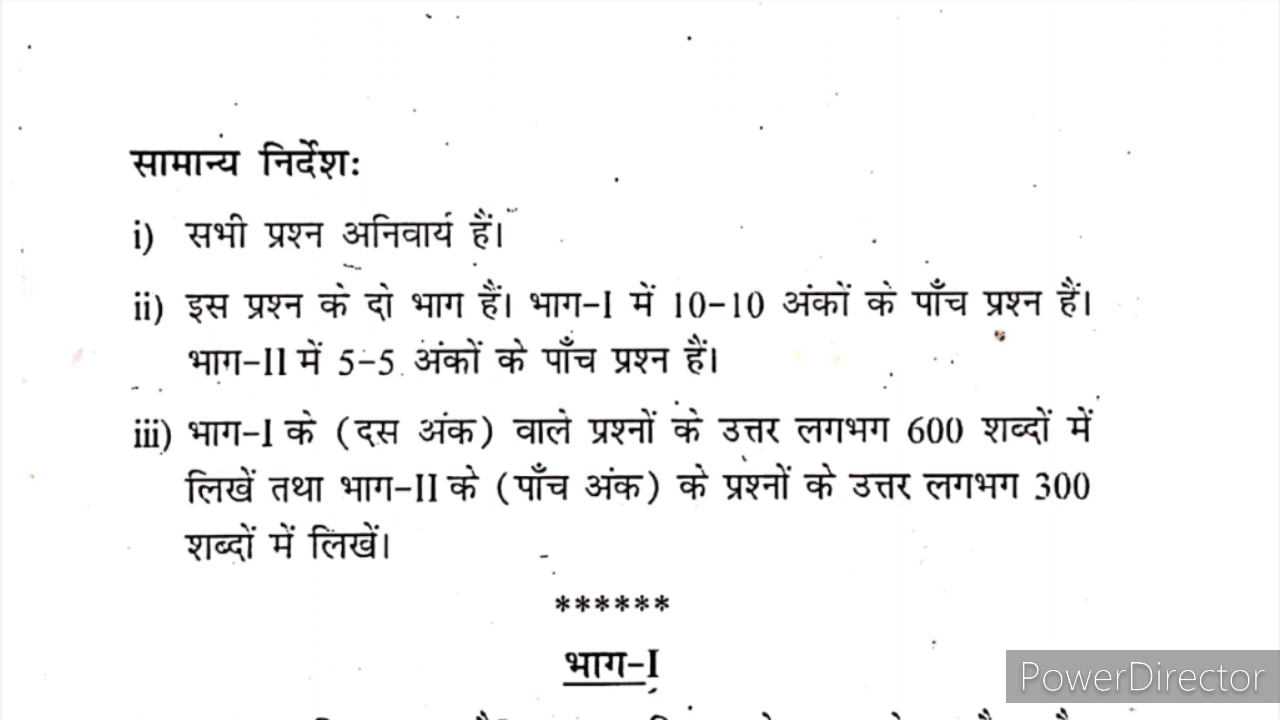 सामान्य निर्देश:
i) सभी प्रश्न अनिवार्य हैं।
ii) इस प्रश्न के दो भाग हैं। भाग-I में 10-10 अंकों के पाँच प्रश्न हैं।
भाग-II में 5-5 अंकों के पाँच प्रश्न हैं।
iii) भाग-I के (दस अंक) वाले प्रश्नों के उत्तर लगभग 600 शब्दों में
लिखें तथा भाग-II के (पाँच अंक) के प्रश्नों के उत्तर लगभग 300
शब्दों में लिखें।
******
भाग-I
PowerDirector